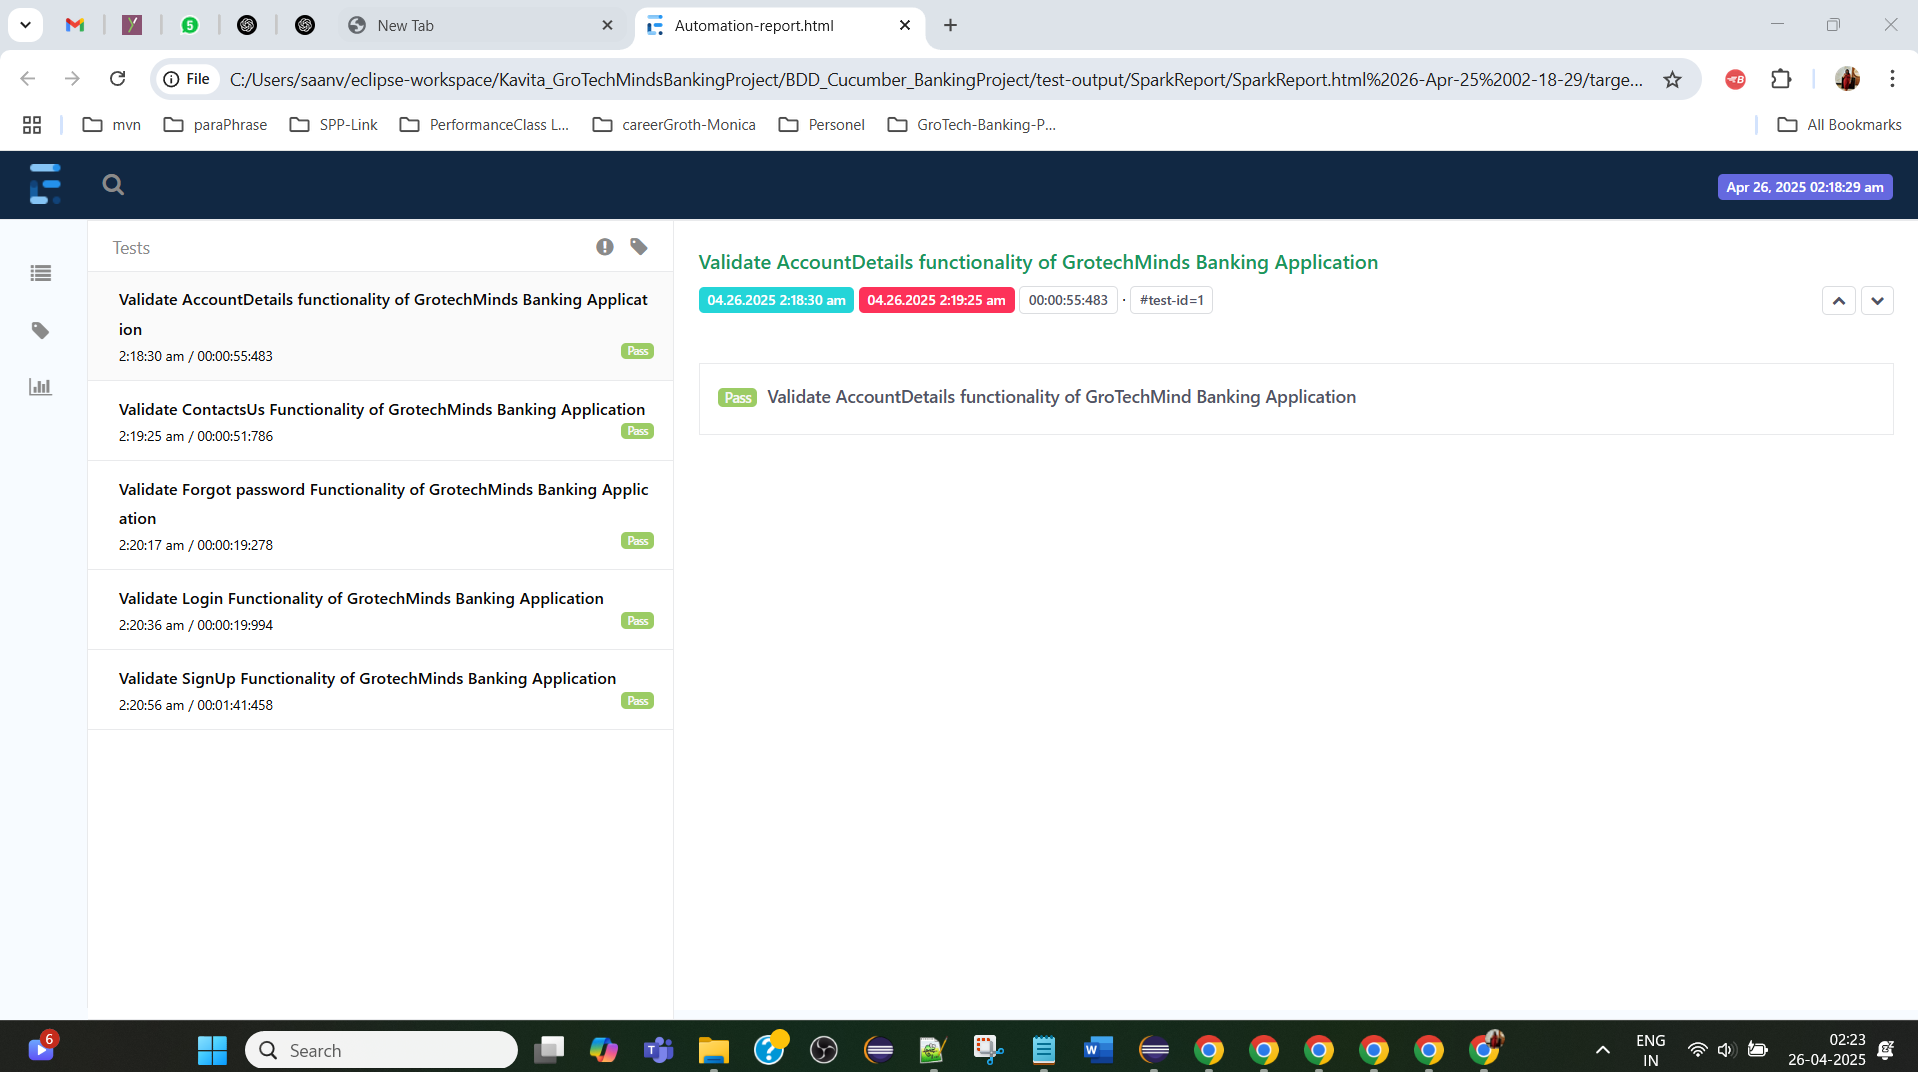 5
New Tab
Automation-report.html
File
C:/Users/saanv/eclipse-workspace/Kavita_GroTechMindsBankingProject/BDD_Cucumber_BankingProject/test-output/SparkReport/SparkReport.html%2026-Apr-25%2002-18-29/targe...
mvn
paraPhrase
SPP-Link
PerformanceClass L...
careerGroth-Monica
Personel
GroTech-Banking-P...
All Bookmarks
Apr 26, 2025 02:18:29 am
Tests
Validate AccountDetails functionality of GrotechMinds Banking Applicat
ion
2:18:30 am / 00:00:55:483
Pass
Validate ContactsUs Functionality of GrotechMinds Banking Application
2:19:25 am / 00:00:51:786
Pass
Validate Forgot password Functionality of GrotechMinds Banking Applic
ation
2:20:17 am / 00:00:19:278
Pass
Validate Login Functionality of GrotechMinds Banking Application
2:20:36 am / 00:00:19:994
Pass
Validate SignUp Functionality of GrotechMinds Banking Application
2:20:56 am / 00:01:41:458
Pass
Validate AccountDetails functionality of GrotechMinds Banking Application
04.26.2025 2:18:30 am
04.26.2025 2:19:25 am
00:00:55:483
· #test-id=1
Pass Validate AccountDetails functionality of GroTechMind Banking Application
6
Search
ENG
IN
02:23
26-04-2025